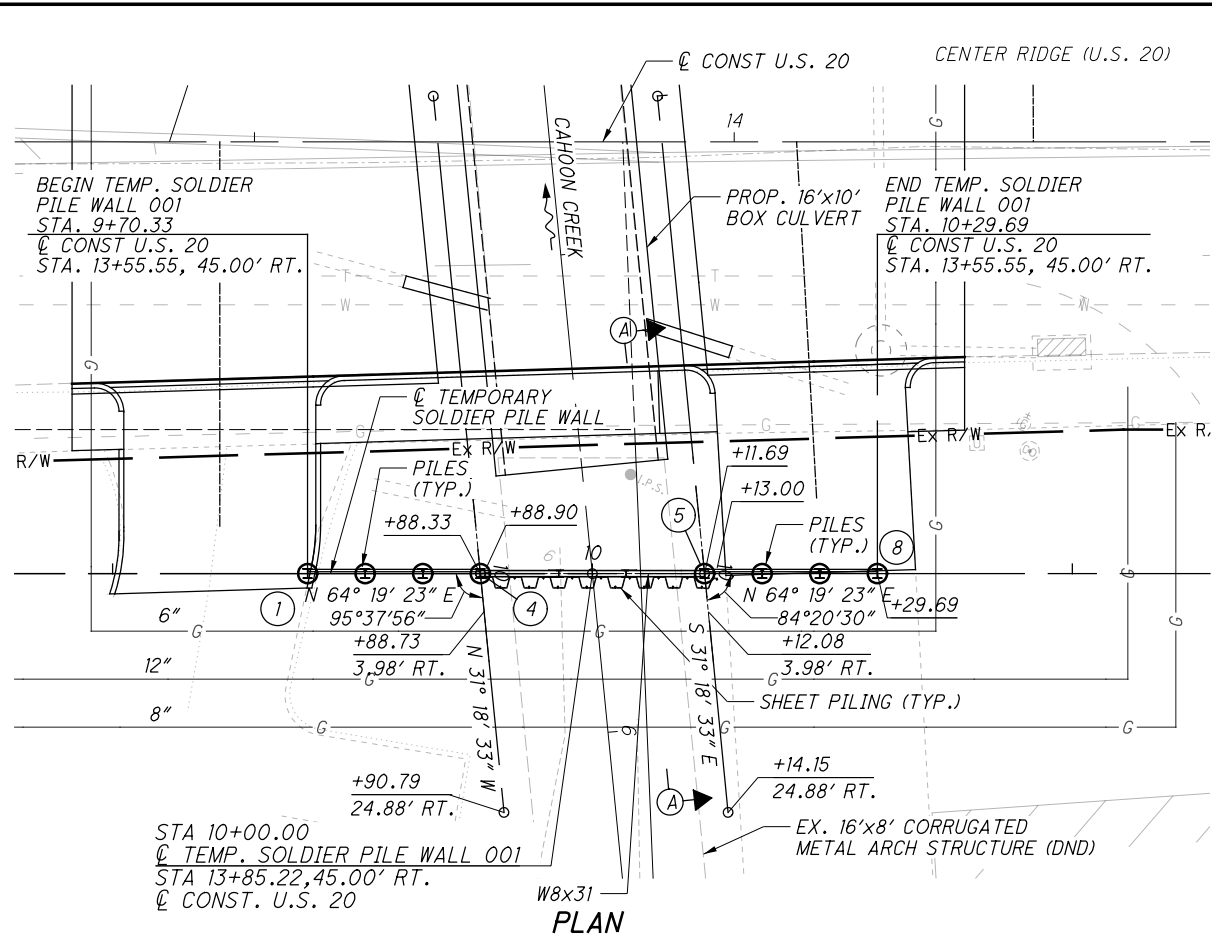 ℄ CONST U.S. 20
CENTER RIDGE (U.S. 20)
14
G
CAHOON CREEK
BEGIN TEMP. SOLDIER
PILE WALL 001
STA. 9+70.33
℄ CONST U.S. 20
STA. 13+55.55, 45.00' RT.
PROP. 16'x10'
BOX CULVERT
END TEMP. SOLDIER
PILE WALL 001
STA. 10+29.69
℄ CONST U.S. 20
STA. 13+55.55, 45.00' RT.
T
T
W
W
W
A
G
℄ TEMPORARY
SOLDIER PILE WALL
G
G
G
R/W
Ex R/W
Ex R/W
Ex R/
PILES
(TYP.)
I.P.S.
+11.69
+13.00
+88.33
+88.90
5
PILES
(TYP.)
8
G
6
10
10
G
1
N 64° 19' 23" E
4
N 64° 19' 23" E
+29.69
95°37'56"
84°20'30"
6"
G
G
G
+88.73
3.98' RT.
+12.08
3.98' RT.
12"
G
G
N 31° 18' 33" W
S 31° 18' 33" E
SHEET PILING (TYP.)
8"
G
9
G
G
+90.79
24.88' RT.
+14.15
24.88' RT.
A
STA 10+00.00
℄ TEMP. SOLDIER PILE WALL 001
STA 13+85.22,45.00' RT.
℄ CONST. U.S. 20
EX. 16'x8' CORRUGATED
METAL ARCH STRUCTURE (DND)
W8x31
PLAN